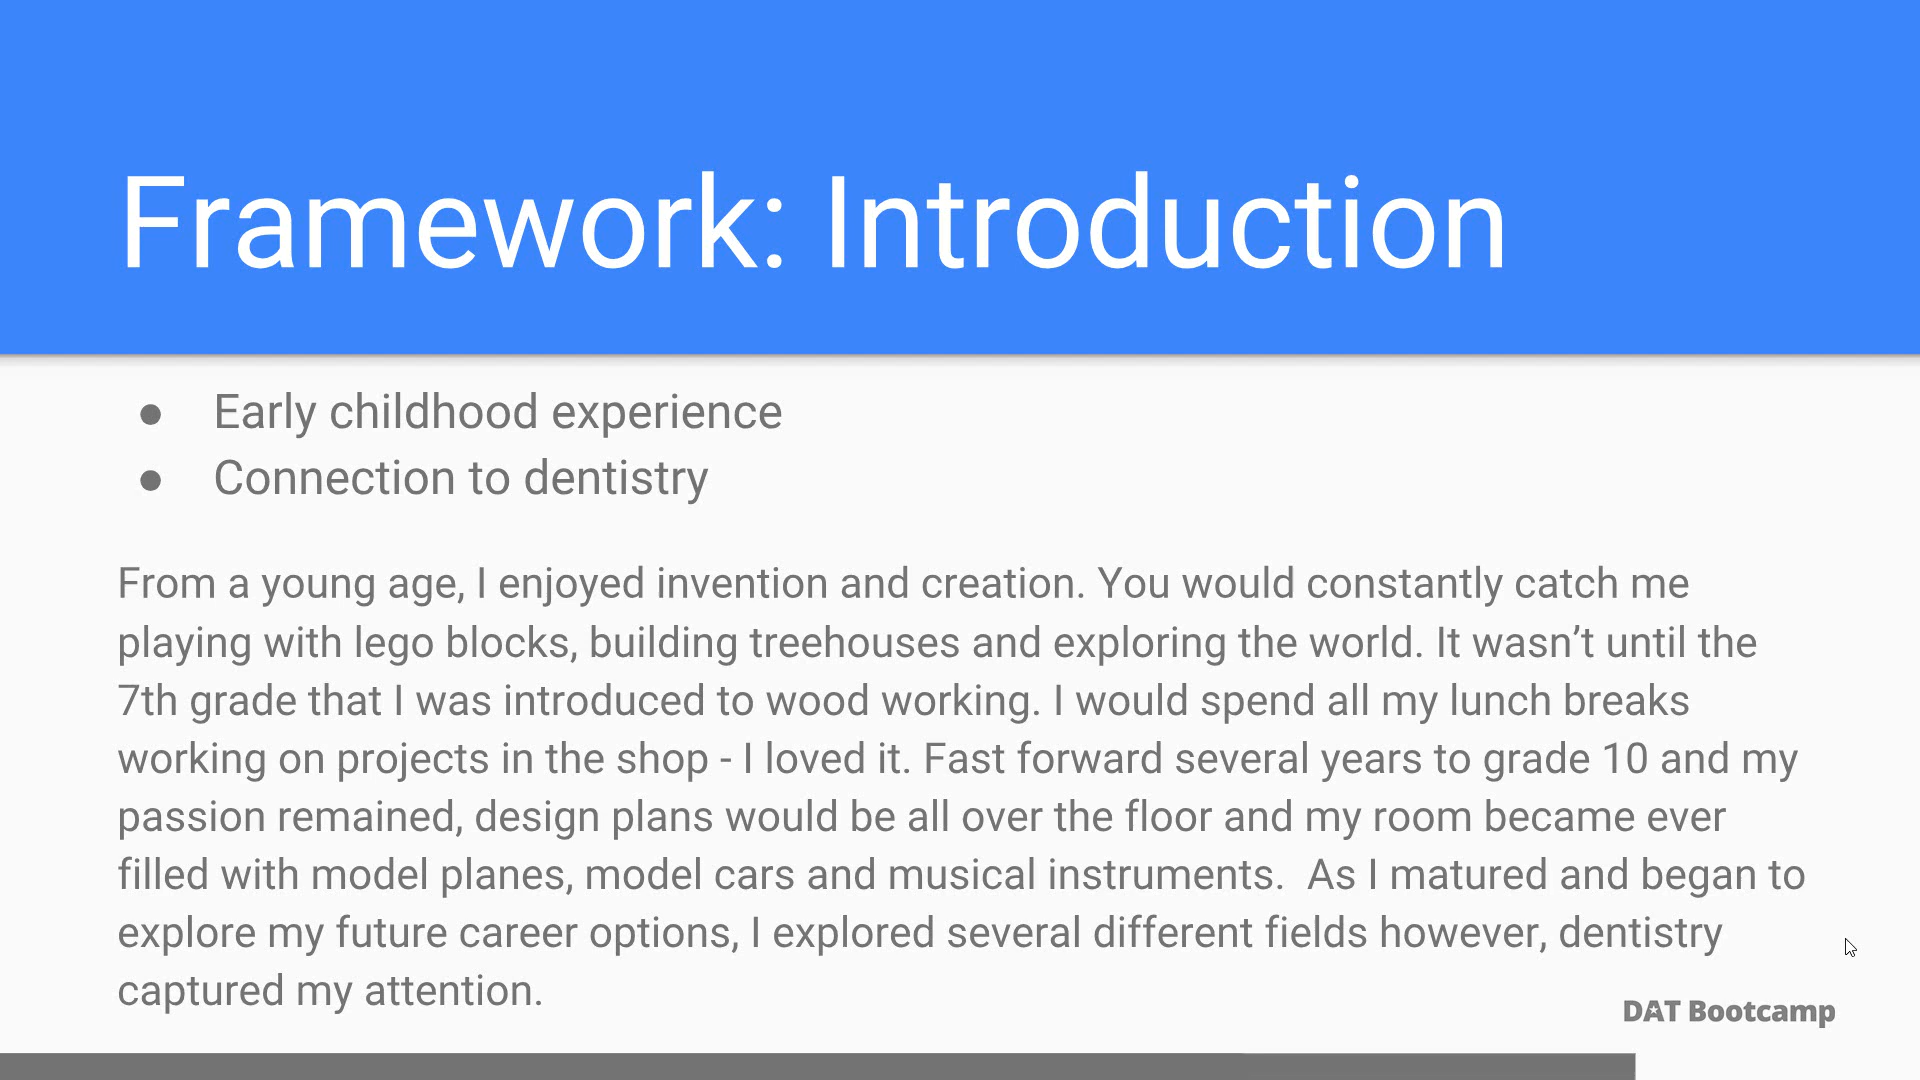 Framework: Introduction
● Early childhood experience
● Connection to dentistry
From a young age, I enjoyed invention and creation. You would constantly catch me
playing with lego blocks, building treehouses and exploring the world. It wasn’t until the
7th grade that I was introduced to wood working. I would spend all my lunch breaks
working on projects in the shop - I loved it. Fast forward several years to grade 10 and my
passion remained, design plans would be all over the floor and my room became ever
filled with model planes, model cars and musical instruments.  As I matured and began to
explore my future career options, I explored several different fields however, dentistry
captured my attention.
DAT Bootcamp